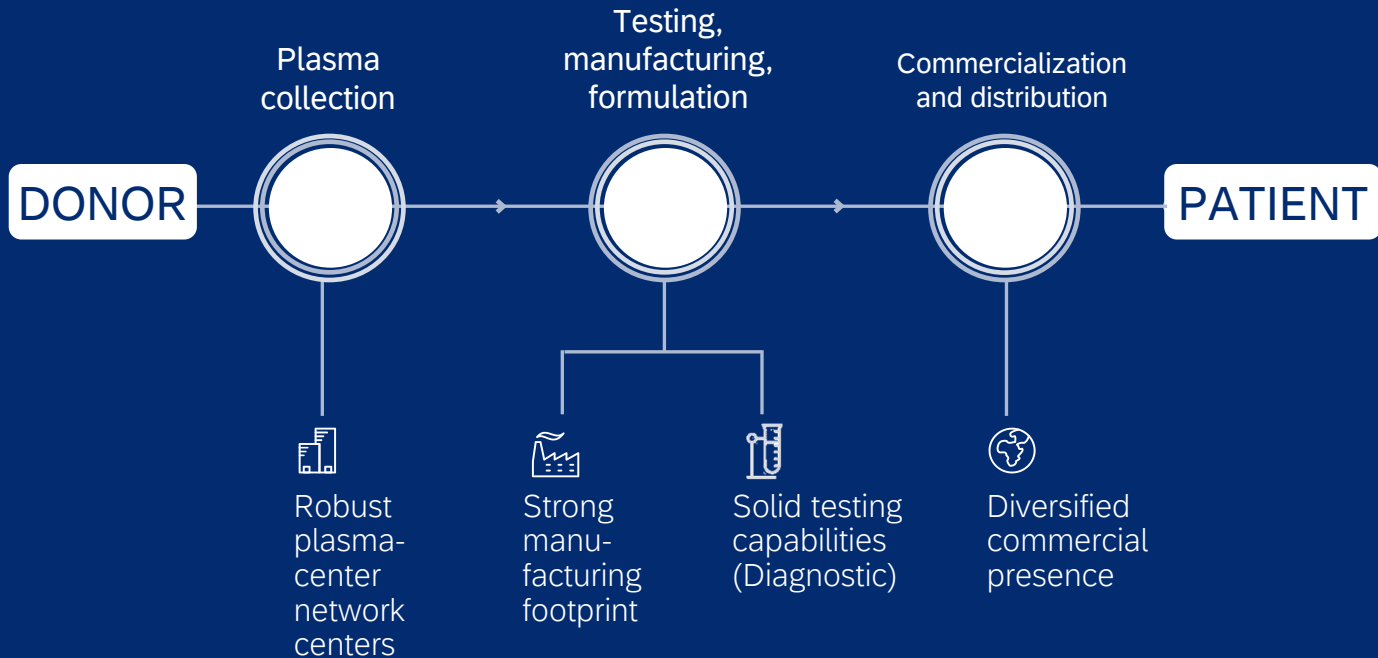 Plasma
collection
Testing,
manufacturing,
formulation
Commercialization
and distribution
DONOR
PATIENT
Robust
plasma-
center
network
centers
Strong
manu-
facturing
footprint
Solid testing
capabilities
(Diagnostic)
Diversified
commercial
presence